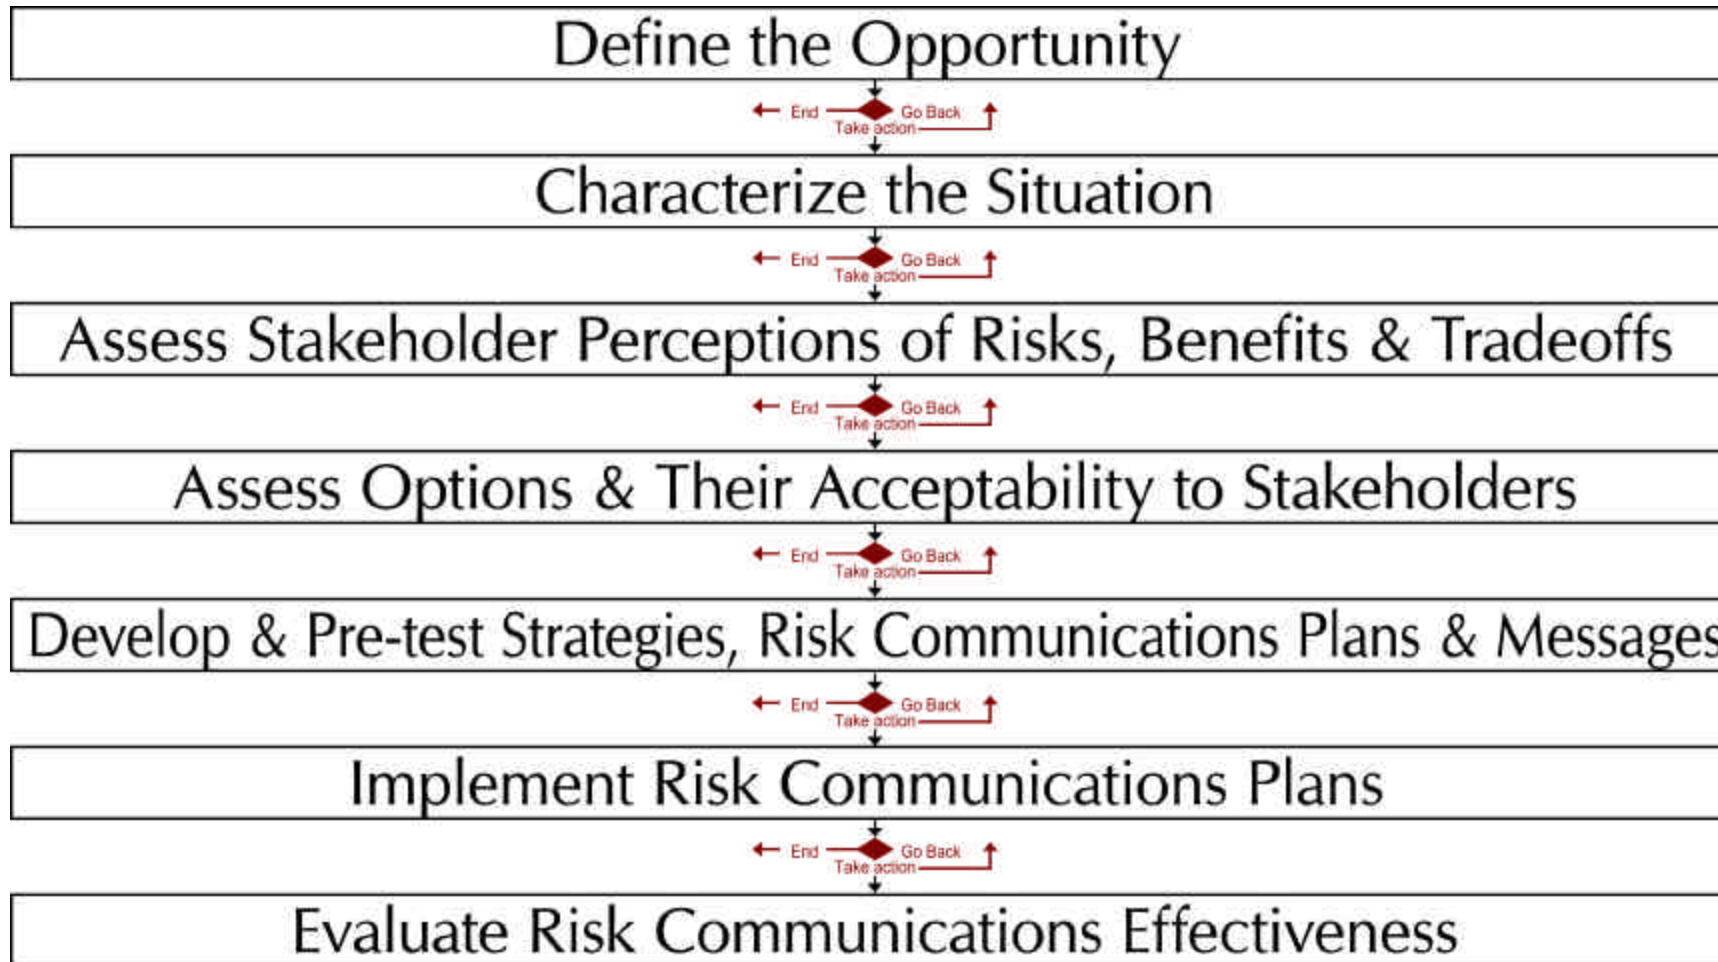 Define the Opportunity
End Go Back
Take action
Characterize the Situation
End Go Back
Take action
Assess Stakeholder Perceptions of Risks, Benefits & Tradeoffs
End Go Back
Take action
Assess Options & Their Acceptability to Stakeholders
End Go Back
Take action
Develop & Pre-test Strategies, Risk Communications Plans & Messages
End Go Back
Take action
Implement Risk Communications Plans
End Go Back
Take action
Evaluate Risk Communications Effectiveness